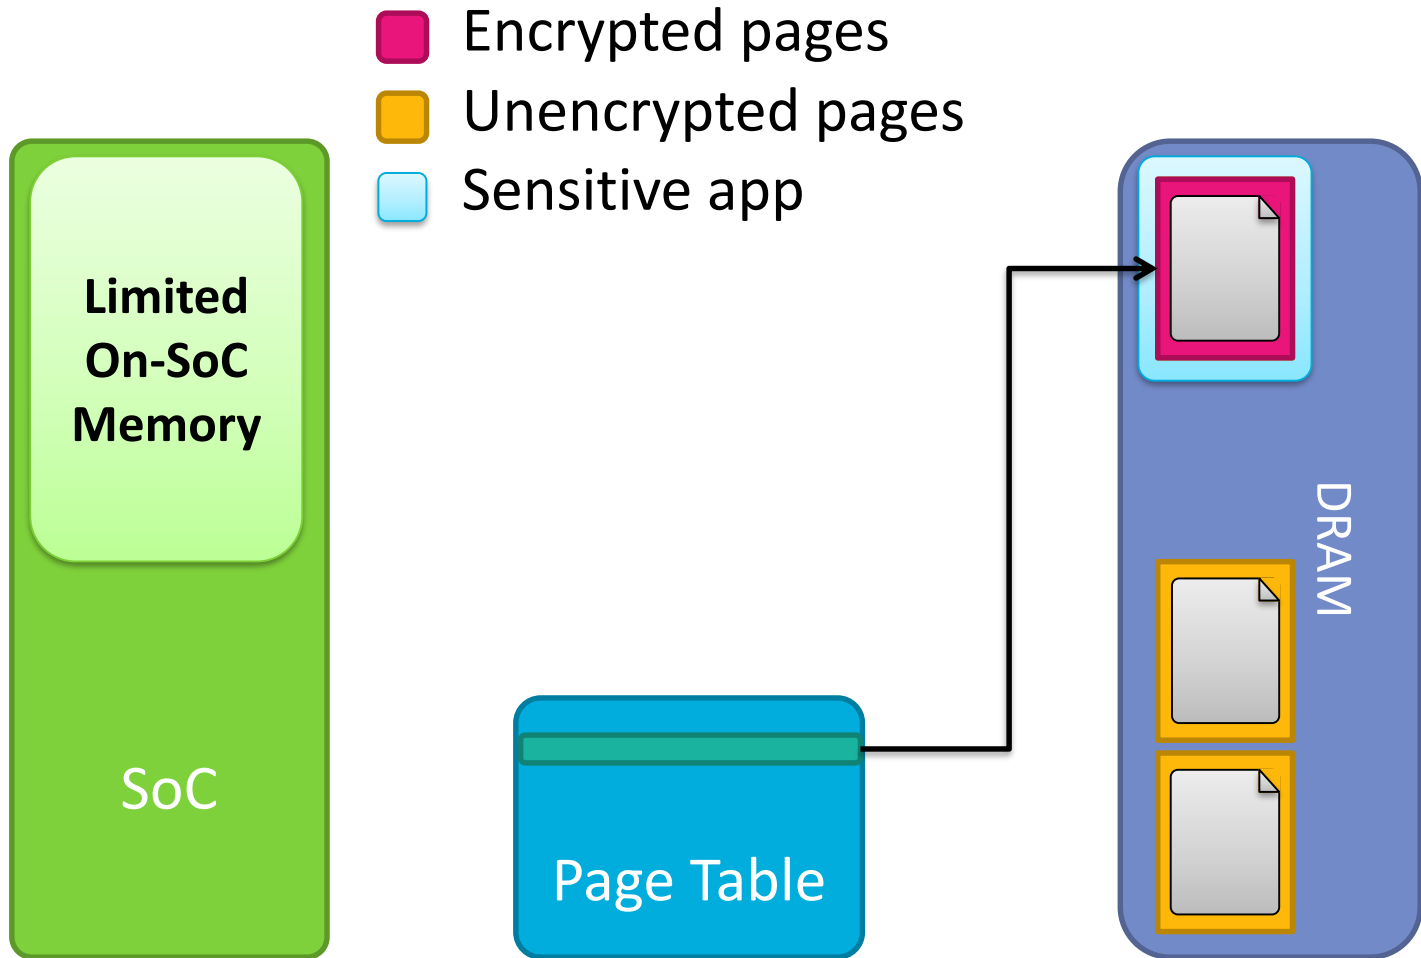 Encrypted pages
Unencrypted pages
Sensitive app
Limited
On-SoC
Memory
SoC
Page Table
DRAM